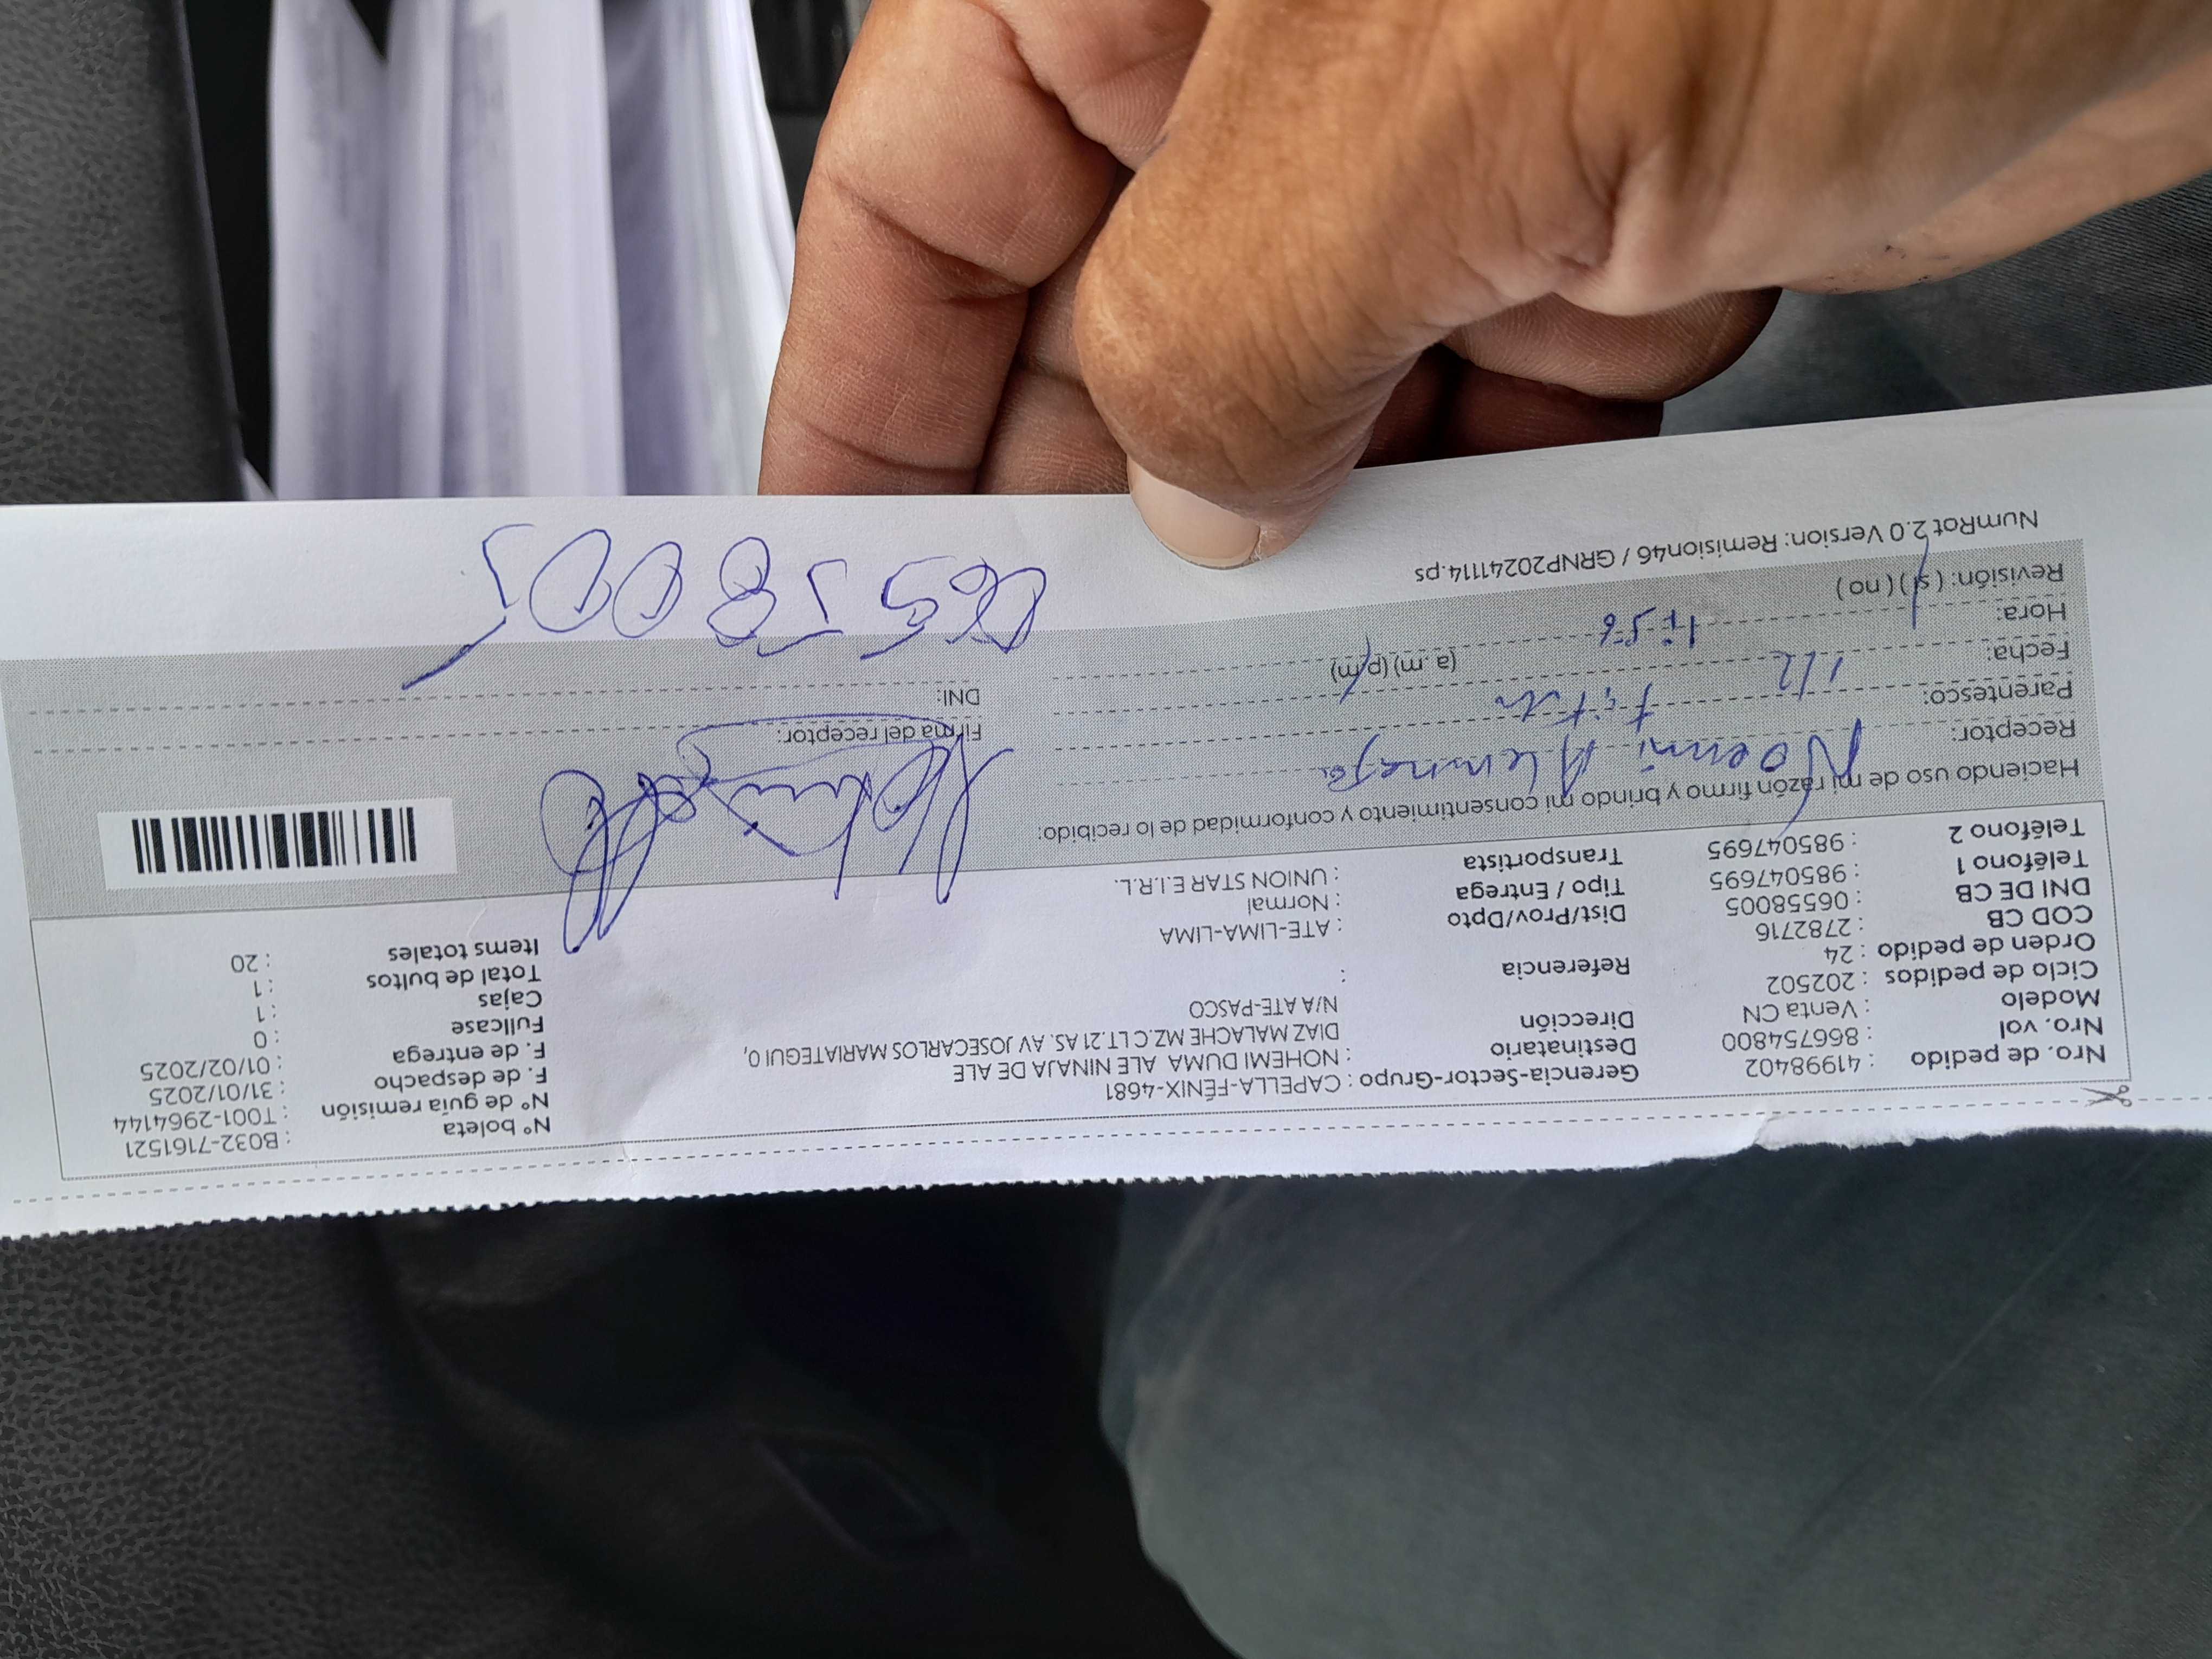 Nro. de pedido : 41998402
Nro. vol : 866754800
Modelo : Venta CN
Ciclo de pedidos : 202502
Orden de pedido : 24
COD CB : 2782716
DNI DE CB : 06558005
Teléfono 1 : 985047695
Teléfono 2 : 985047695
Gerencia-Sector-Grupo : CAPELLA-FÉNIX-4681
Destinatario : NOHEMI DUMA ALE NINAJA DE ALE
Dirección DIAZ MALACHE MZ.C LT.21 AS. AV JOSECARLOS MARIATEGUI 0,
N/A ATE-PASCO
Referencia :
Dist/Prov/Dpto : ATE-LIMA-LIMA
Tipo / Entrega : Normal
Transportista : UNION STAR E.I.R.L.
N° boleta : B032-7161521
N° de guía remisión : T001-2964144
F. de despacho : 31/01/2025
F. de entrega : 01/02/2025
Fullcase : 0
Cajas : 1
Total de bultos : 1
Items totales : 20
Haciendo uso de mi razón firmo y brindo mi consentimiento y conformidad de lo recibido:
Receptor: Noemi
Parentesco: Titular
Fecha: 1/2
Hora: (a.m) (p.m)
Revisión: ( si ) ( no )
Firma del receptor:
DNI: 06558005
NumRot 2.0 Version: Remision46 / GRNP20241114.ps